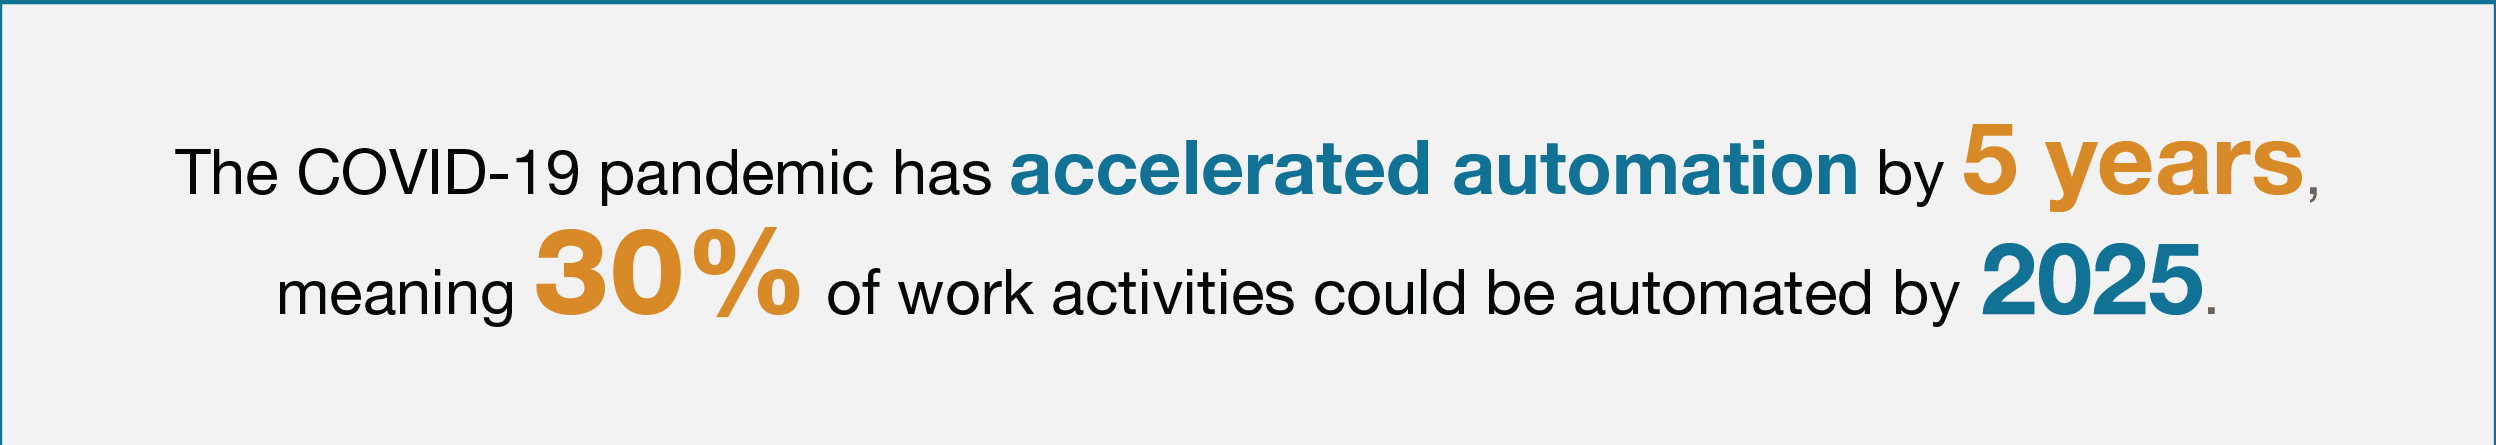 The COVID-19 pandemic has accelerated automation by 5 years,
meaning 30% of work activities could be automated by 2025.